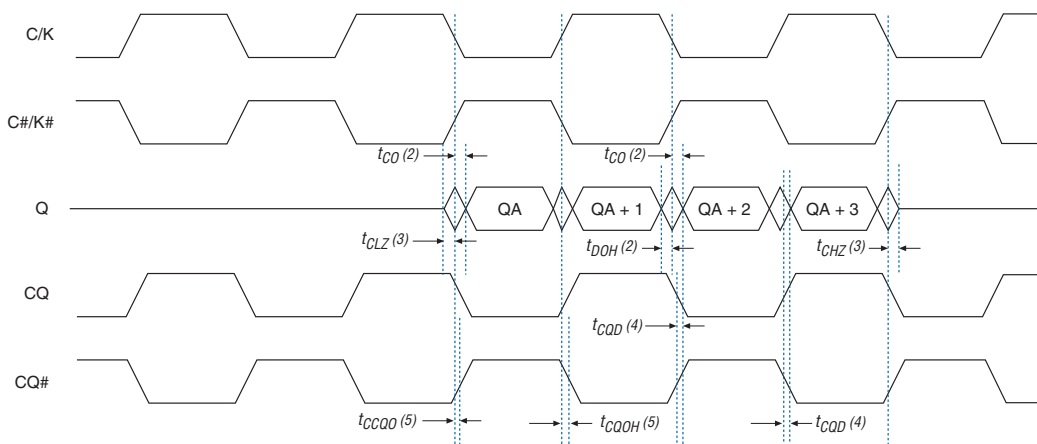 C/K
C#/K#
tCO (2)
tCO (2)
Q
QA
QA + 1
QA + 2
QA + 3
tCLZ (3)
tDOH (2)
tCHZ (3)
CQ
tCQD (4)
CQ#
tCCQO (5)
tCQOH (5)
tCQD (4)